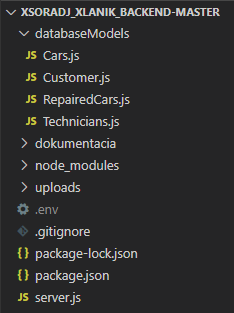 XSORADJ_XLANIK_BACKEND-MASTER
databaseModels
JS Cars.js
JS Customer.js
JS RepairedCars.js
JS Technicians.js
dokumentacia
node_modules
uploads
.env
.gitignore
{} package-lock.json
{} package.json
JS server.js